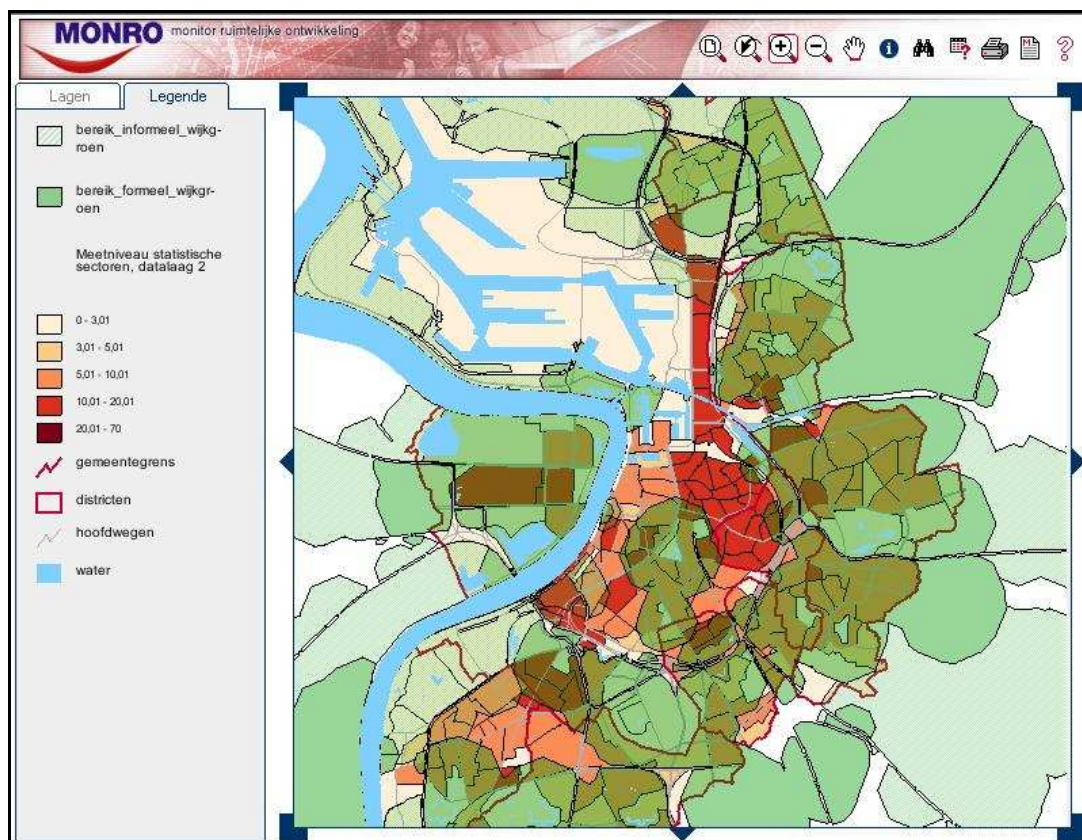 MONRO monitor ruimtelijke ontwikkeling
Lagen
Legende
bereik_informeel_wijkg-
roen
bereik_formeel_wijkgr-
oen
Meetniveau statistische
sectoren, datalaag 2
0 - 3,01
3,01 - 5,01
5,01 - 10,01
10,01 - 20,01
20,01 - 70
gemeentegrens
districten
hoofdwegen
water